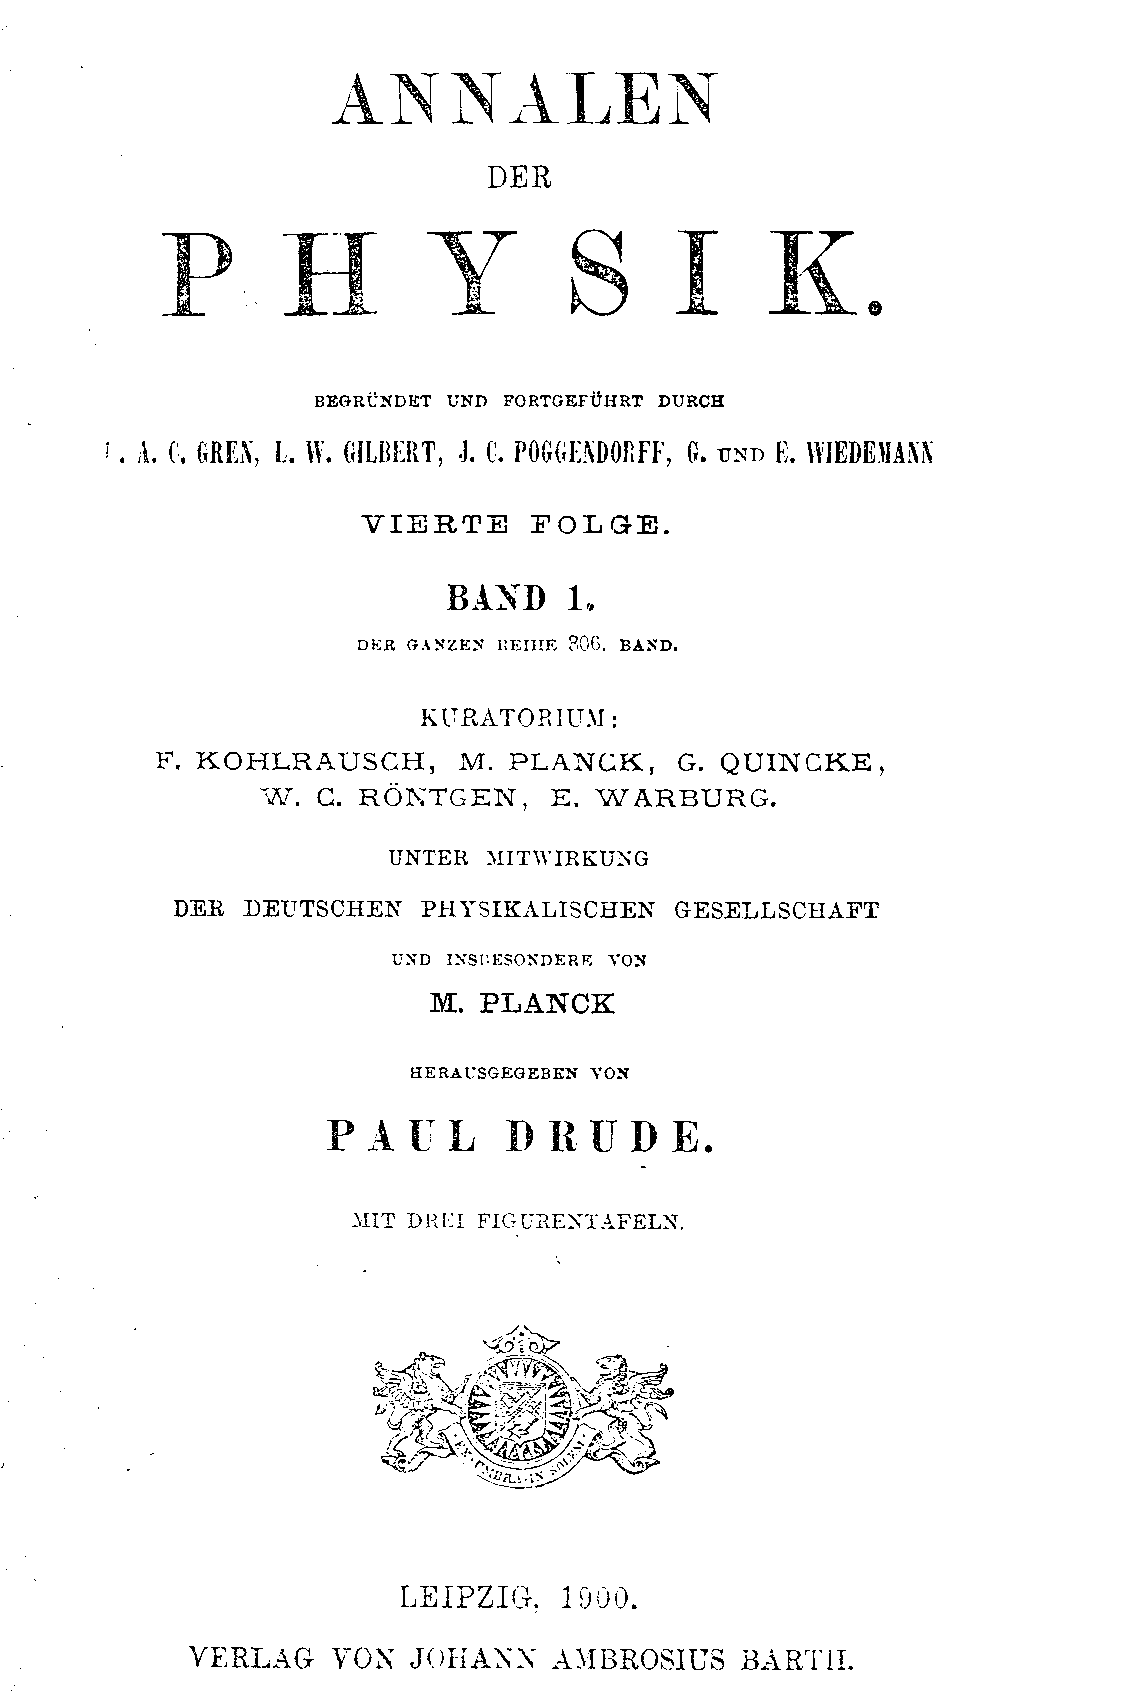 ANNALEN
DER
PHYSIK.
BEGRÜNDET UND FORTGEFÜHRT DURCH
A. C. GREN, L. W. GILBERT, J. C. POGGENDORFF, G. UND E. WIEDEMANN
VIERTE FOLGE.
BAND 1.
DER GANZEN REIHE 306. BAND.
KURATORIUM:
F. KOHLRAUSCH, M. PLANCK, G. QUINCKE,
W. C. RÖNTGEN, E. WARBURG.
UNTER MITWIRKUNG
DER DEUTSCHEN PHYSIKALISCHEN GESELLSCHAFT
UND INSBESONDERE VON
M. PLANCK
HERAUSGEGEBEN VON
PAUL DRUDE.
MIT DREI FIGURENTAFELN.
EX·UMBRA·IN SOLEM
LEIPZIG, 1900.
VERLAG VON JOHANN AMBROSIUS BARTH.